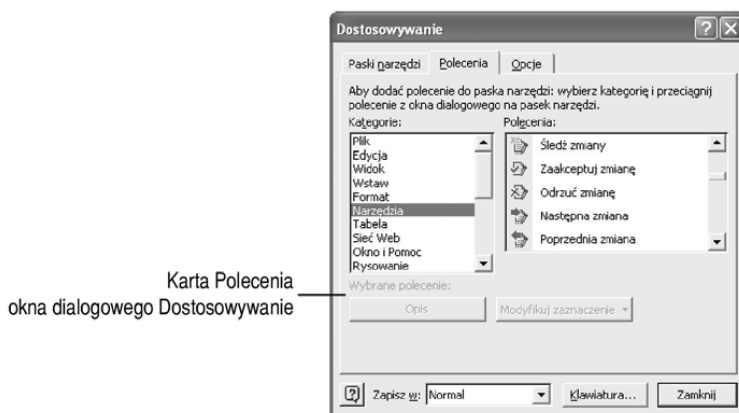 Dostosowywanie
Paski narzędzi Polecenia Opcje
Aby dodać polecenie do paska narzędzi: wybierz kategorię i przeciągnij
polecenie z okna dialogowego na pasek narzędzi.
Kategorie: Polecenia:
Plik
Edycja
Widok
Wstaw
Format
Narzędzia
Tabela
Sieć Web
Okno i Pomoc
Rysowanie
Śledź zmiany
Zaakceptuj zmianę
Odrzuć zmianę
Następna zmiana
Poprzednia zmiana
Wybrane polecenie:
Opis Modyfikuj zaznaczenie
Karta Polecenia
okna dialogowego Dostosowywanie
Zapisz w: Normal Klawiatura... Zamknij